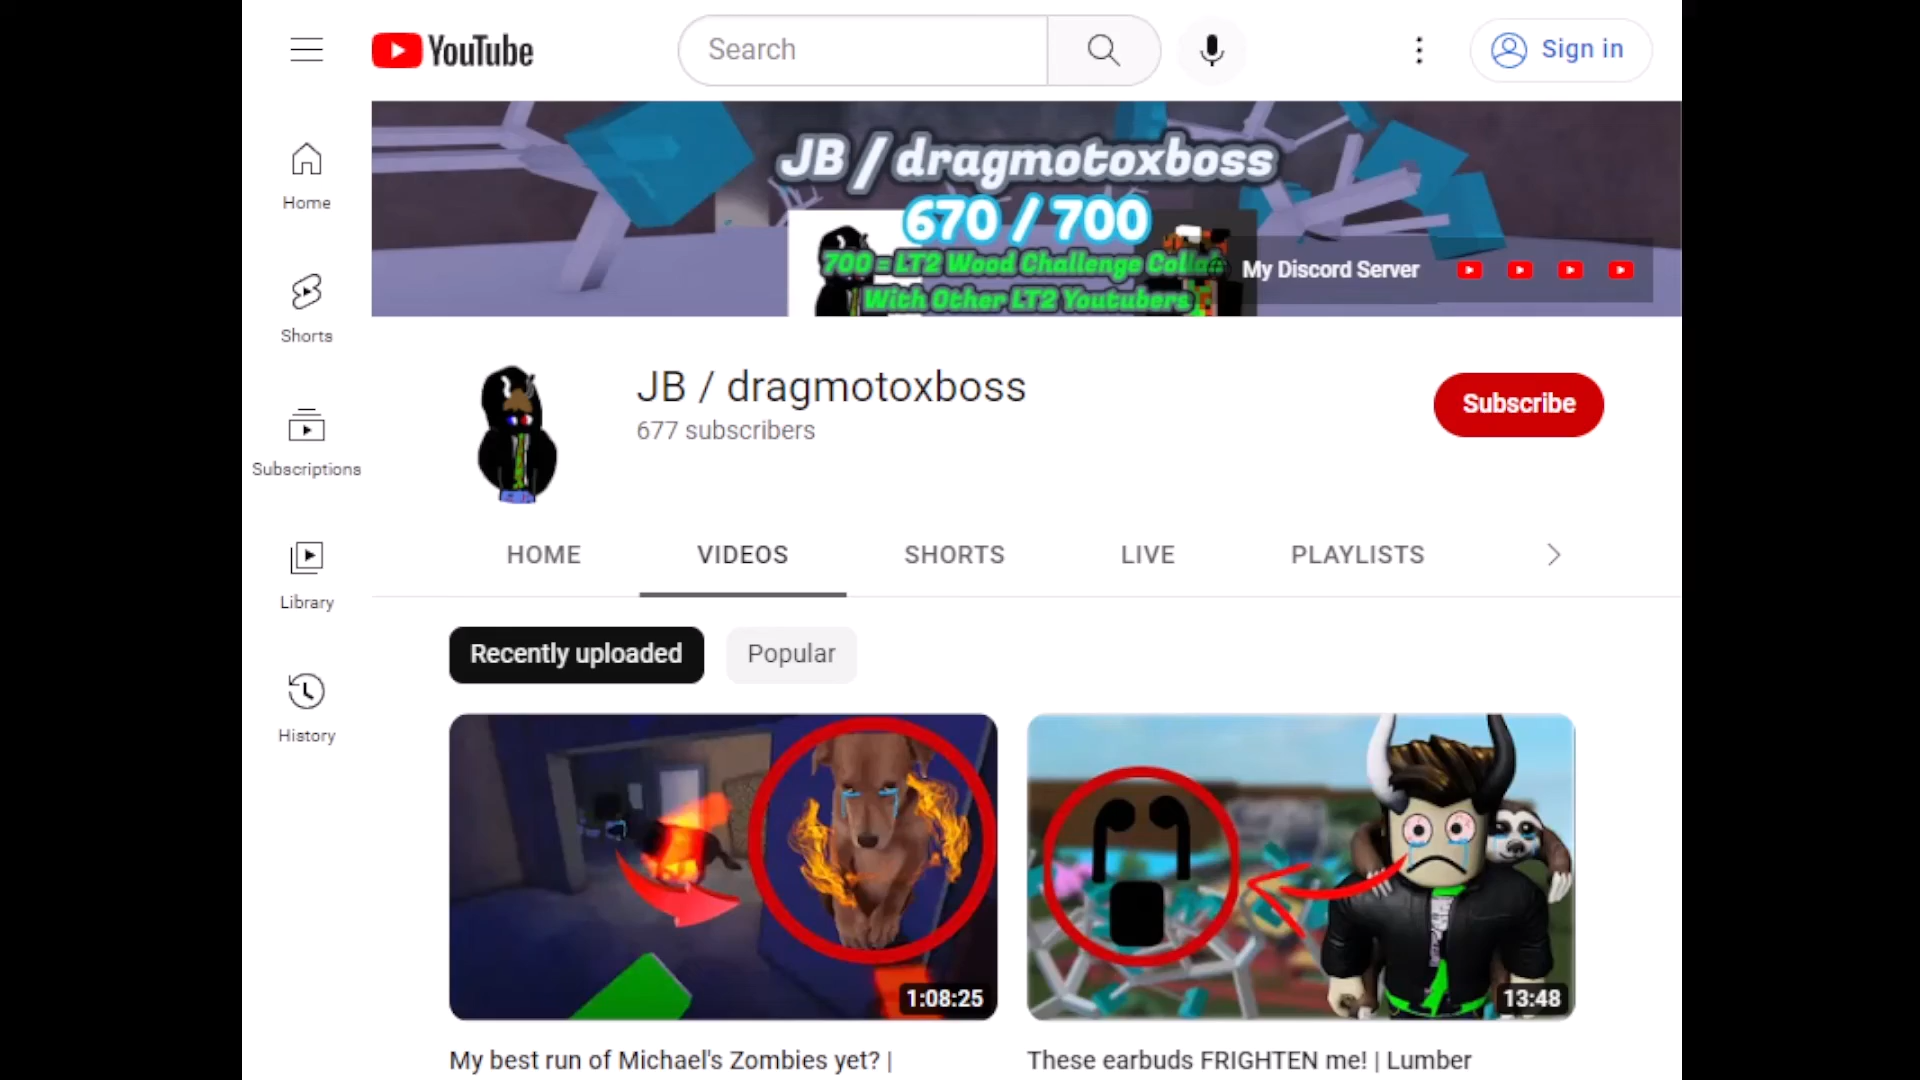 YouTube
Search
Sign in
Home
Shorts
Subscriptions
Library
History
JB / dragmotoxboss
670 / 700
700 = LT2 Wood Challenge Collab
With Other LT2 Youtubers
My Discord Server
JB / dragmotoxboss
677 subscribers
Subscribe
HOME
VIDEOS
SHORTS
LIVE
PLAYLISTS
Recently uploaded
Popular
1:08:25
13:48
My best run of Michael's Zombies yet? |
These earbuds FRIGHTEN me! | Lumber